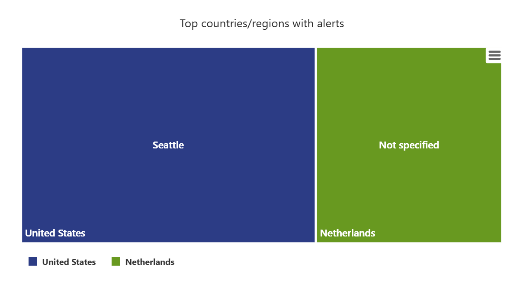 Top countries/regions with alerts
Seattle
Not specified
United States
Netherlands
United States
Netherlands